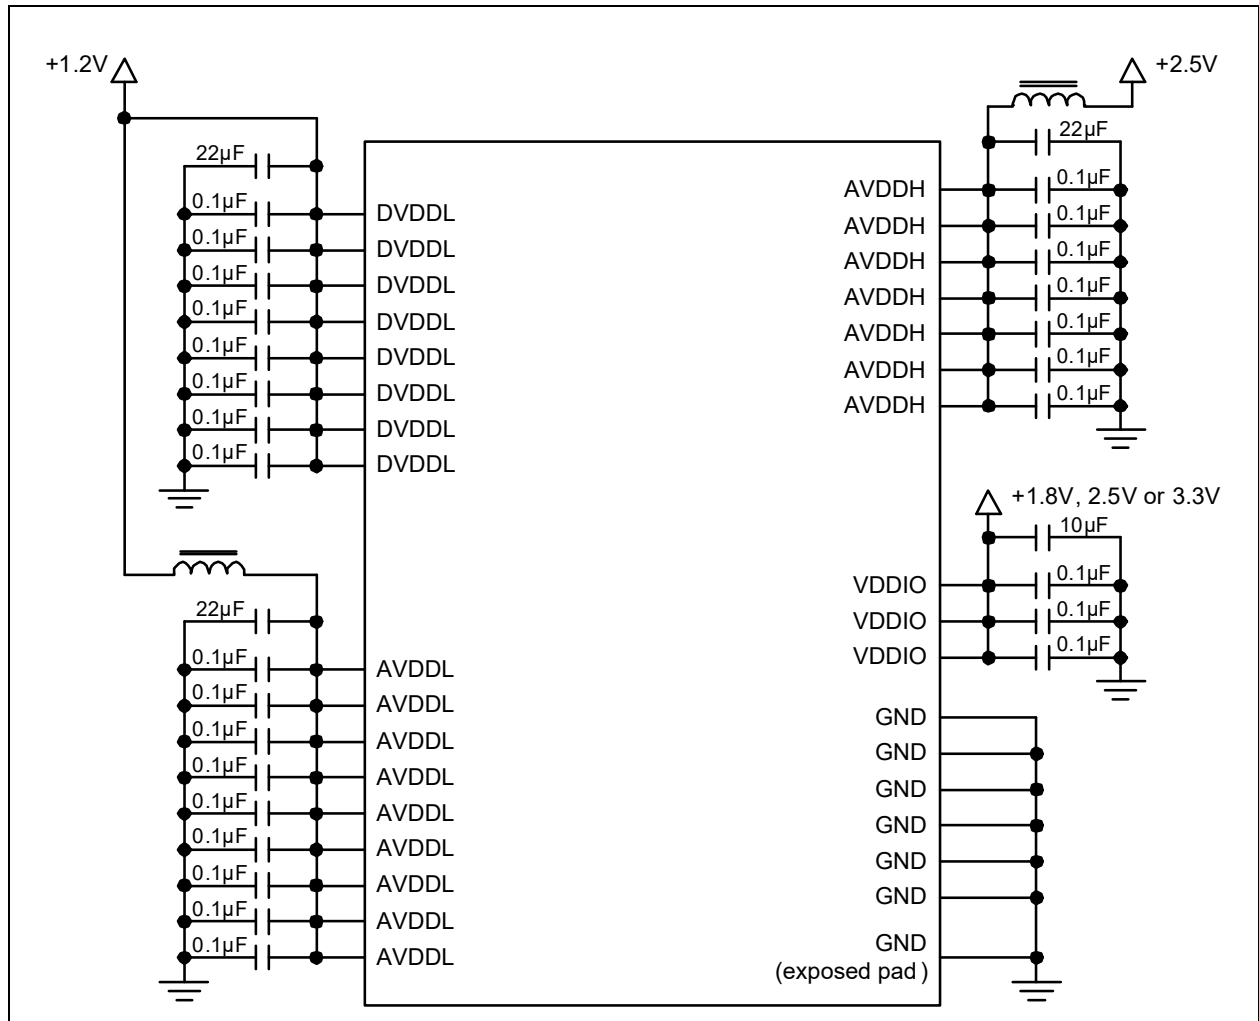 +1.2V
22µF
0.1µF
DVDDL
0.1µF
DVDDL
0.1µF
DVDDL
0.1µF
DVDDL
0.1µF
DVDDL
0.1µF
DVDDL
0.1µF
DVDDL
0.1µF
DVDDL
22µF
0.1µF
AVDDL
0.1µF
AVDDL
0.1µF
AVDDL
0.1µF
AVDDL
0.1µF
AVDDL
0.1µF
AVDDL
0.1µF
AVDDL
0.1µF
AVDDL
0.1µF
AVDDL
+2.5V
22µF
AVDDH
0.1µF
AVDDH
0.1µF
AVDDH
0.1µF
AVDDH
0.1µF
AVDDH
0.1µF
AVDDH
0.1µF
AVDDH
0.1µF
+1.8V, 2.5V or 3.3V
10µF
VDDIO
0.1µF
VDDIO
0.1µF
VDDIO
0.1µF
GND
GND
GND
GND
GND
GND
GND
(exposed pad)